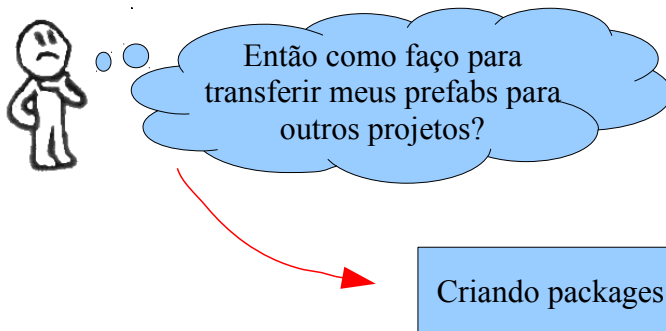 Então como faço para
transferir meus prefabs para
outros projetos?
Criando packages